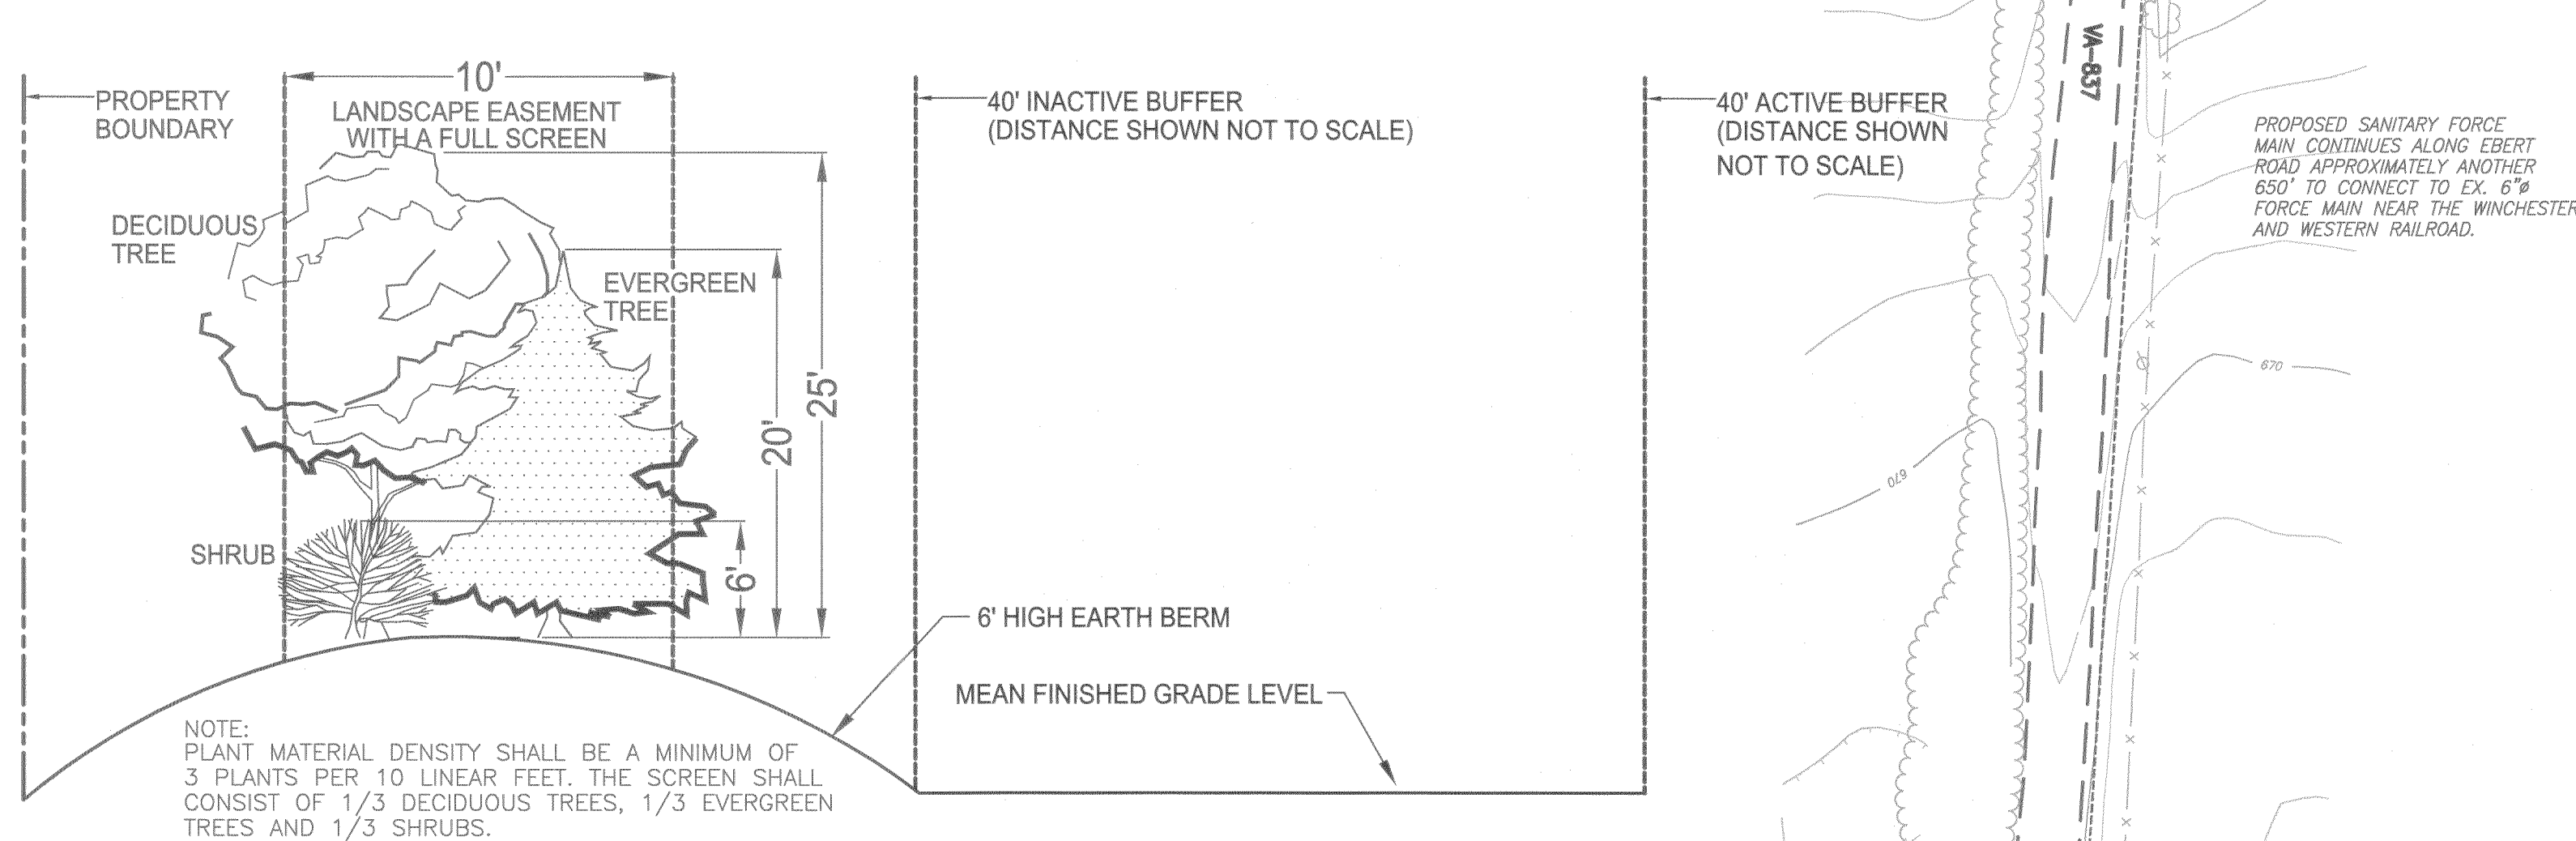 PROPERTY
BOUNDARY
10'
LANDSCAPE EASEMENT
WITH A FULL SCREEN
DECIDUOUS
TREE
EVERGREEN
TREE
SHRUB
6'
20'
25'
40' INACTIVE BUFFER
(DISTANCE SHOWN NOT TO SCALE)
40' ACTIVE BUFFER
(DISTANCE SHOWN
NOT TO SCALE)
6' HIGH EARTH BERM
MEAN FINISHED GRADE LEVEL
NOTE:
PLANT MATERIAL DENSITY SHALL BE A MINIMUM OF
3 PLANTS PER 10 LINEAR FEET. THE SCREEN SHALL
CONSIST OF 1/3 DECIDUOUS TREES, 1/3 EVERGREEN
TREES AND 1/3 SHRUBS.
VA-837
PROPOSED SANITARY FORCE
MAIN CONTINUES ALONG EBERT
ROAD APPROXIMATELY ANOTHER
650' TO CONNECT TO EX. 6"ø
FORCE MAIN NEAR THE WINCHESTER
AND WESTERN RAILROAD.
670
670